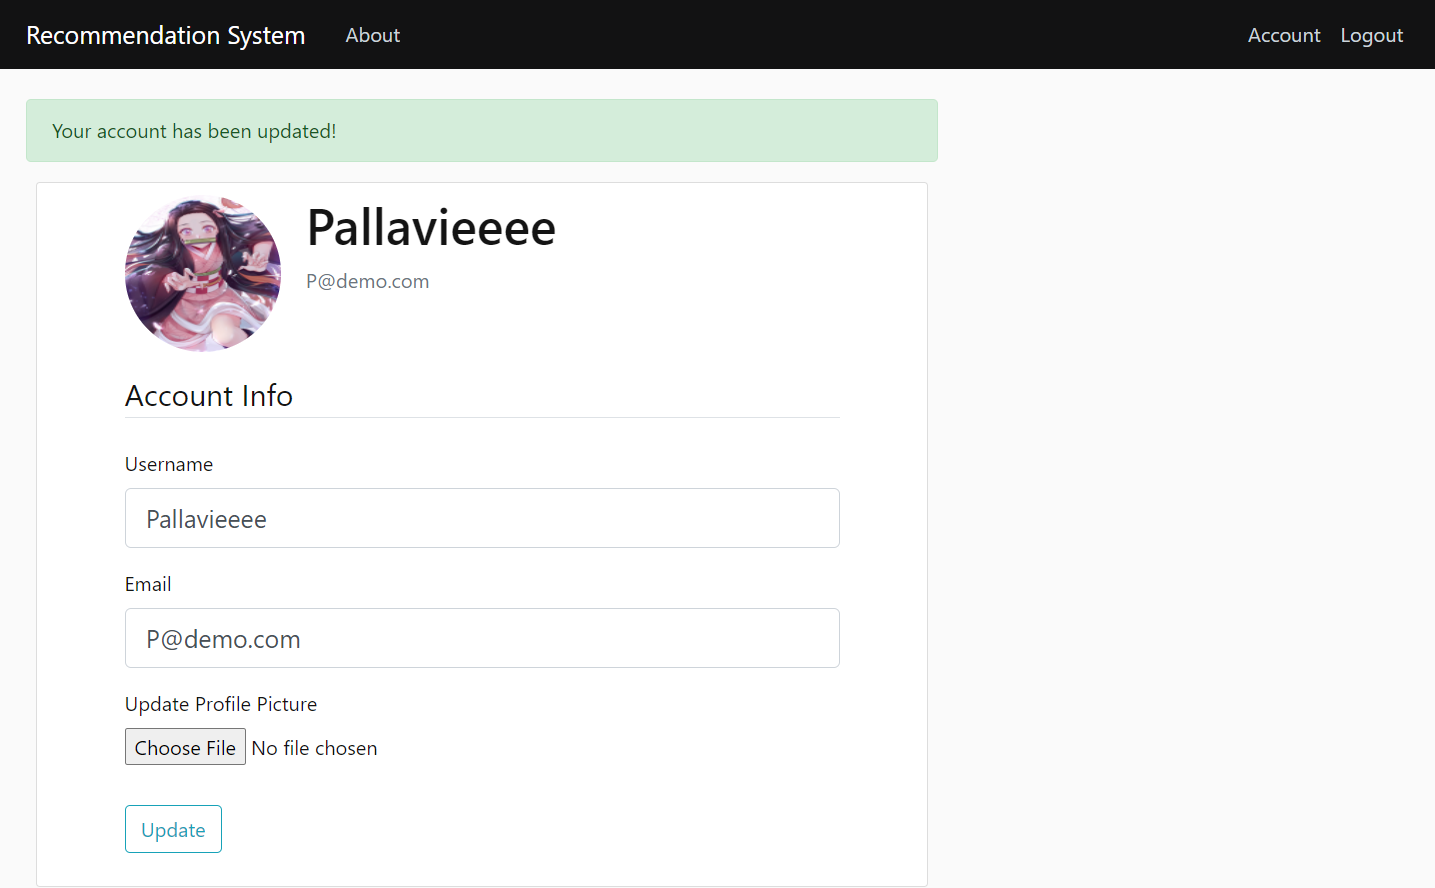 Recommendation System About Account Logout
Your account has been updated!
Pallavieeee
P@demo.com
Account Info
Username
Pallavieeee
Email
P@demo.com
Update Profile Picture
Choose File No file chosen
Update